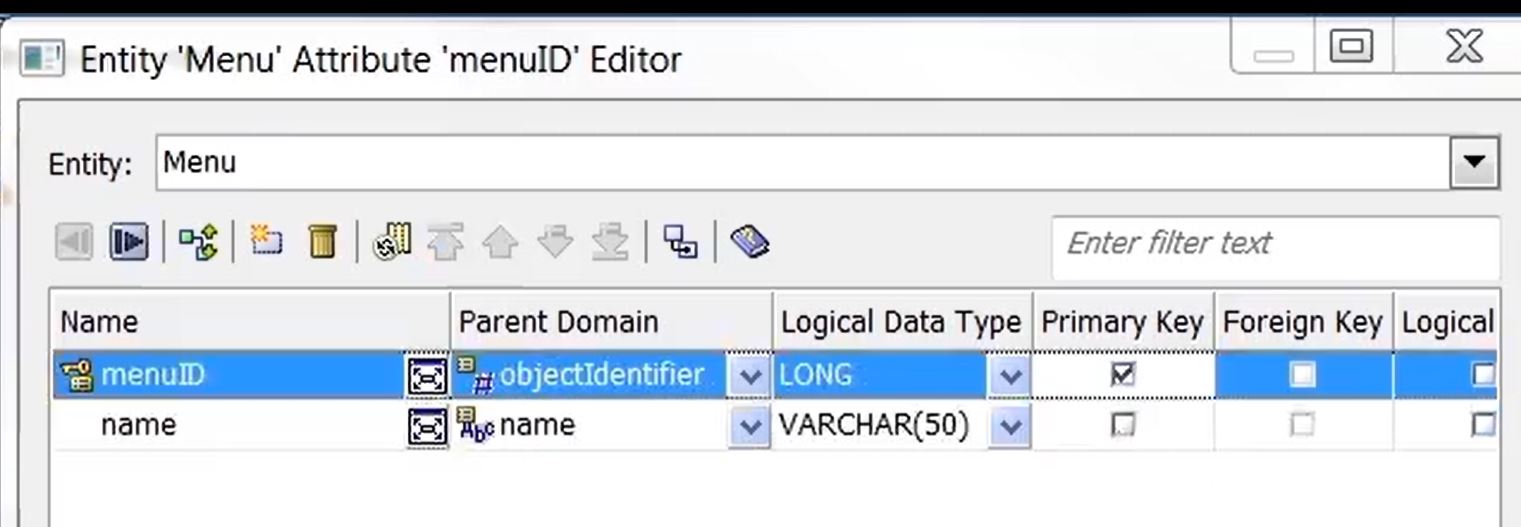 Entity 'Menu' Attribute 'menuID' Editor
Entity: Menu
Enter filter text
Name Parent Domain Logical Data Type Primary Key Foreign Key Logical
menuID objectIdentifier LONG
name name VARCHAR(50)